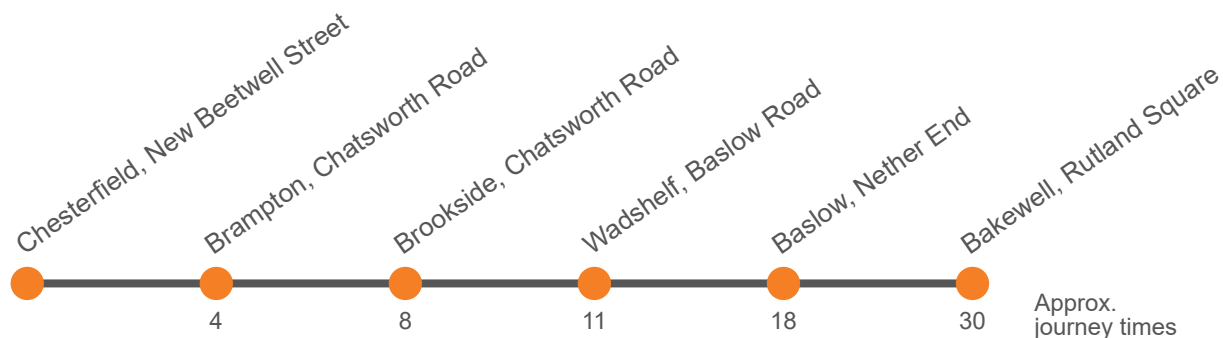 Chesterfield, New Beetwell Street
Brampton, Chatsworth Road
Brookside, Chatsworth Road
Wadshelf, Baslow Road
Baslow, Nether End
Bakewell, Rutland Square
4
8
11
18
30
Approx.
journey times